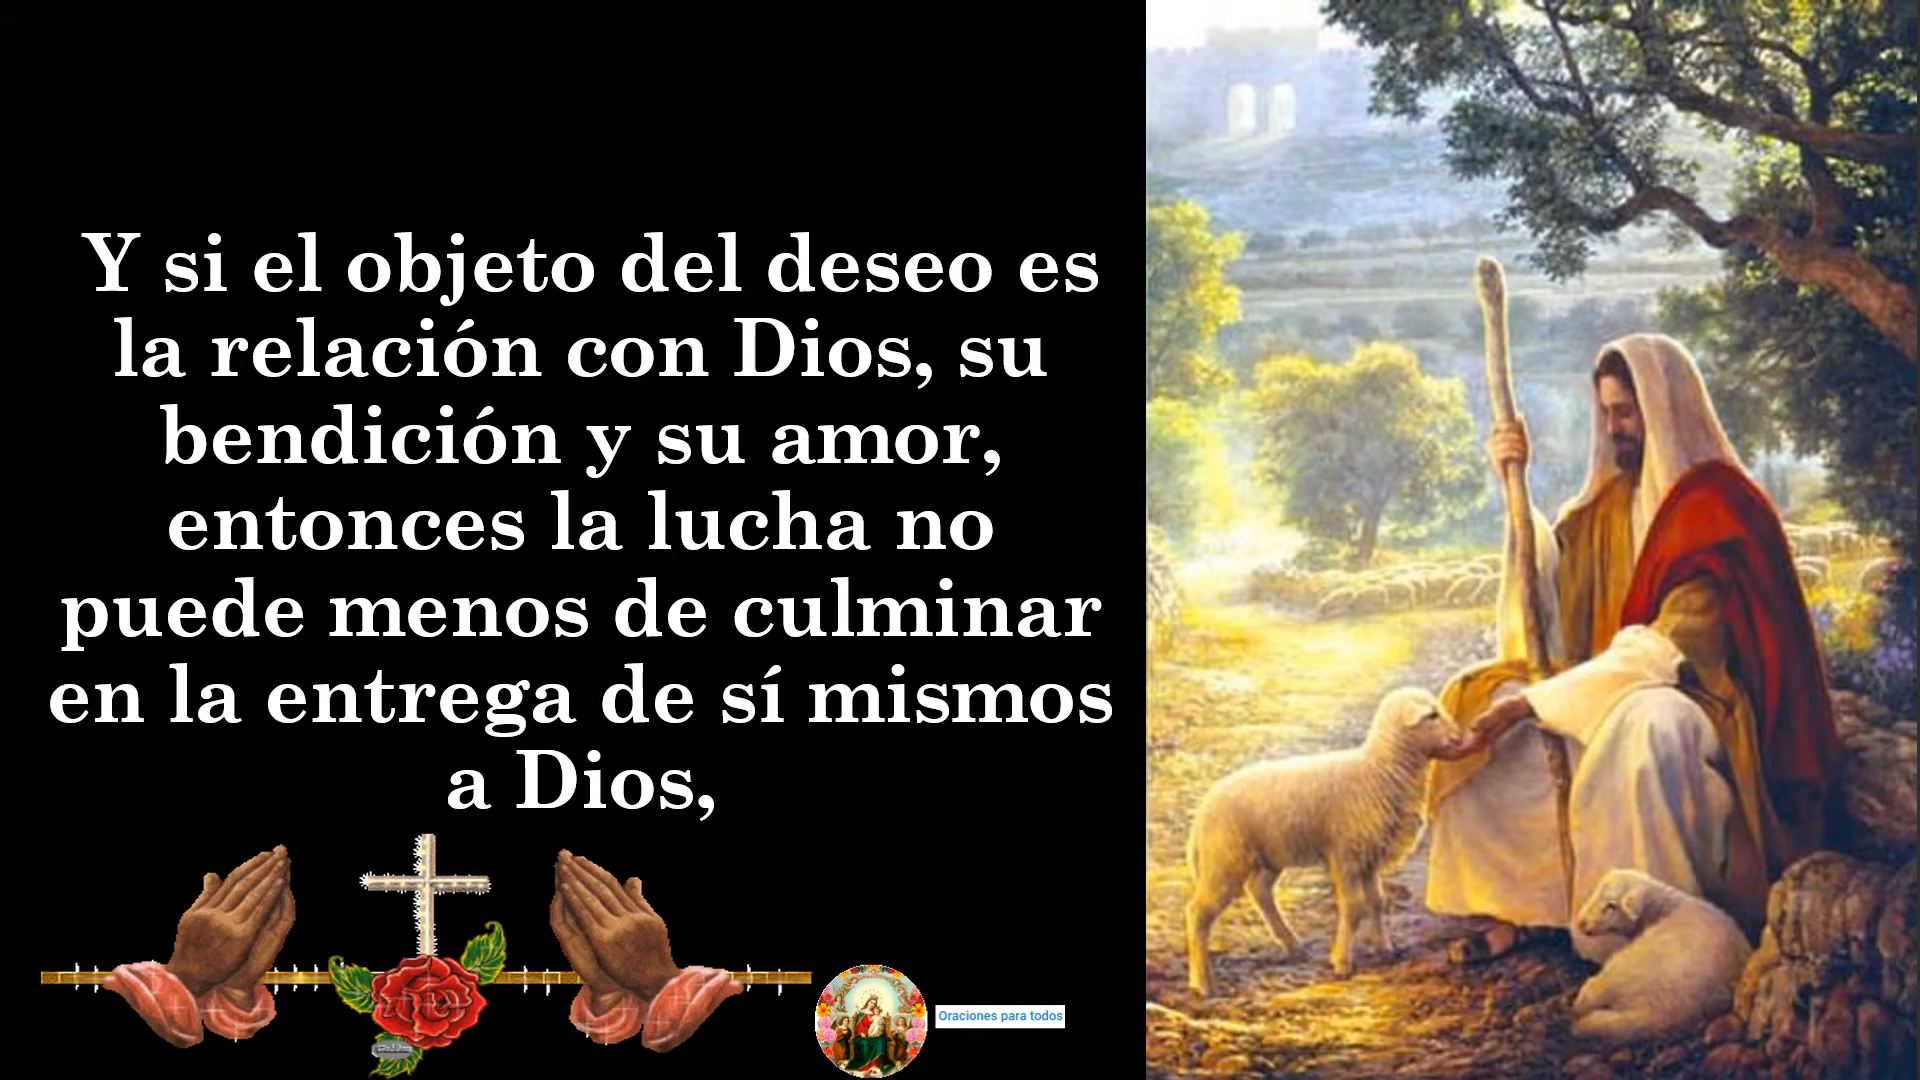 Y si el objeto del deseo es
la relación con Dios, su
bendición y su amor,
entonces la lucha no
puede menos de culminar
en la entrega de sí mismos
a Dios,
Oraciones para todos